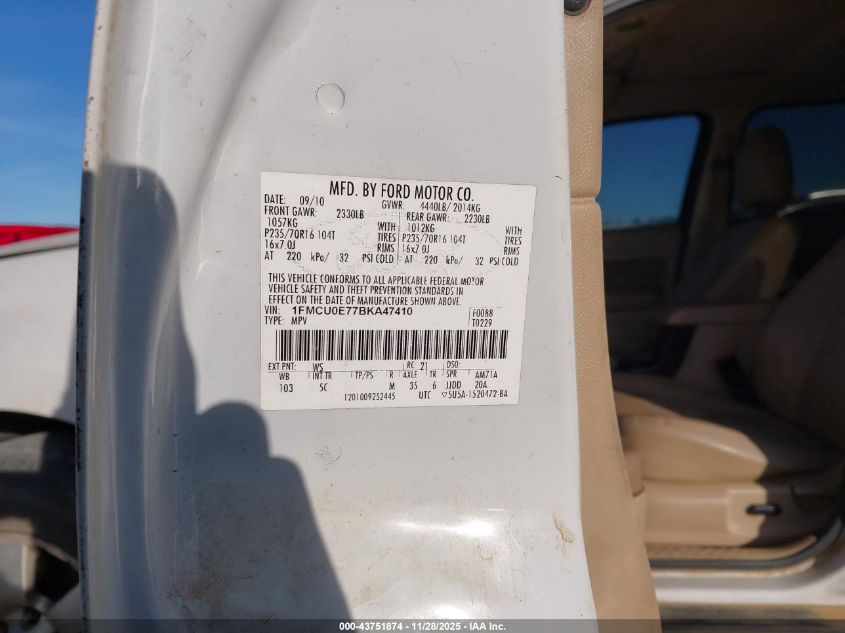 MFD. BY FORD MOTOR CO.
DATE: 09/10 GVWR: 4440LB/ 2014KG
FRONT GAWR: 2330LB REAR GAWR: 2230LB
1057KG WITH 1012KG WITH
P235/70R16 104T TIRES P235/70R16 104T TIRES
16x7.0J RIMS 16x7.0J RIMS
AT 220 kPa/ 32 PSI COLD AT 220 kPa/ 32 PSI COLD
THIS VEHICLE CONFORMS TO ALL APPLICABLE FEDERAL MOTOR
VEHICLE SAFETY AND THEFT PREVENTION STANDARDS IN
EFFECT ON THE DATE OF MANUFACTURE SHOWN ABOVE.
VIN: 1FMCU0E77BKA47410 F0088
TYPE: MPV T0229
EXT PNT: WS RC: 21 DSO:
WB INT TR TP/PS R AXLE TR SPR AM71A
103 5C M 35 6 JJDD 20A
1201009252445 UTC ▽5U5A-1520472-BA
000-43751874 | 11/28/2025 | IAA Inc.